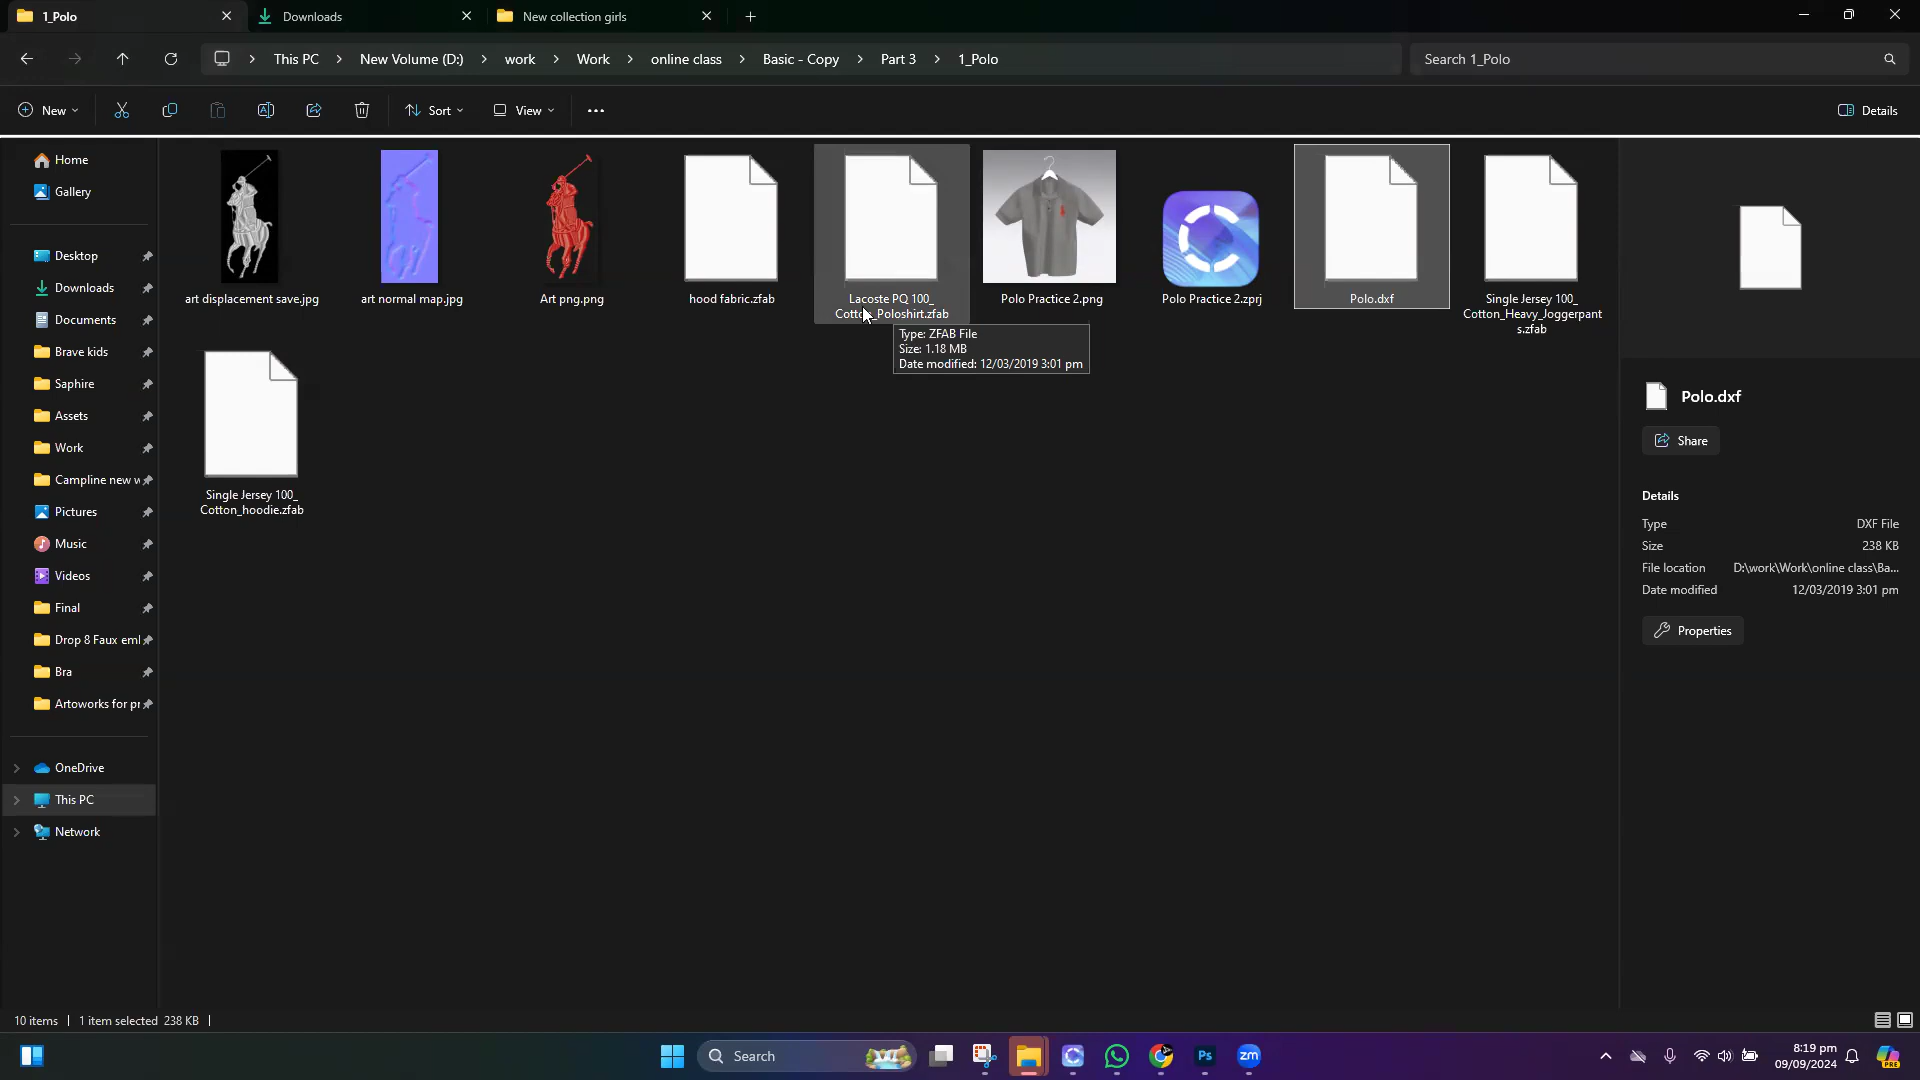 1_Polo
Downloads
New collection girls
This PC
New Volume (D:)
work
Work
online class
Basic - Copy
Part 3
1_Polo
Search 1_Polo
New
Sort
View
Details
Home
Gallery
Desktop
Downloads
Documents
Brave kids
Saphire
Assets
Work
Campline new w
Pictures
Music
Videos
Final
Drop 8 Faux eml
Bra
Artoworks for pr
OneDrive
This PC
Network
art displacement save.jpg
art normal map.jpg
Art png.png
hood fabric.zfab
Lacoste PQ 100_
Cotton_Poloshirt.zfab
Polo Practice 2.png
Polo Practice 2.zprj
Polo.dxf
Single Jersey 100_
Cotton_Heavy_Joggerpant
s.zfab
Type: ZFAB File
Size: 1.18 MB
Date modified: 12/03/2019 3:01 pm
Single Jersey 100_
Cotton_hoodie.zfab
Polo.dxf
Share
Details
Type DXF File
Size 238 KB
File location D:\work\Work\online class\Ba...
Date modified 12/03/2019 3:01 pm
Properties
10 items
1 item selected 238 KB
Search
Ps
zm
8:19 pm
09/09/2024
PRE